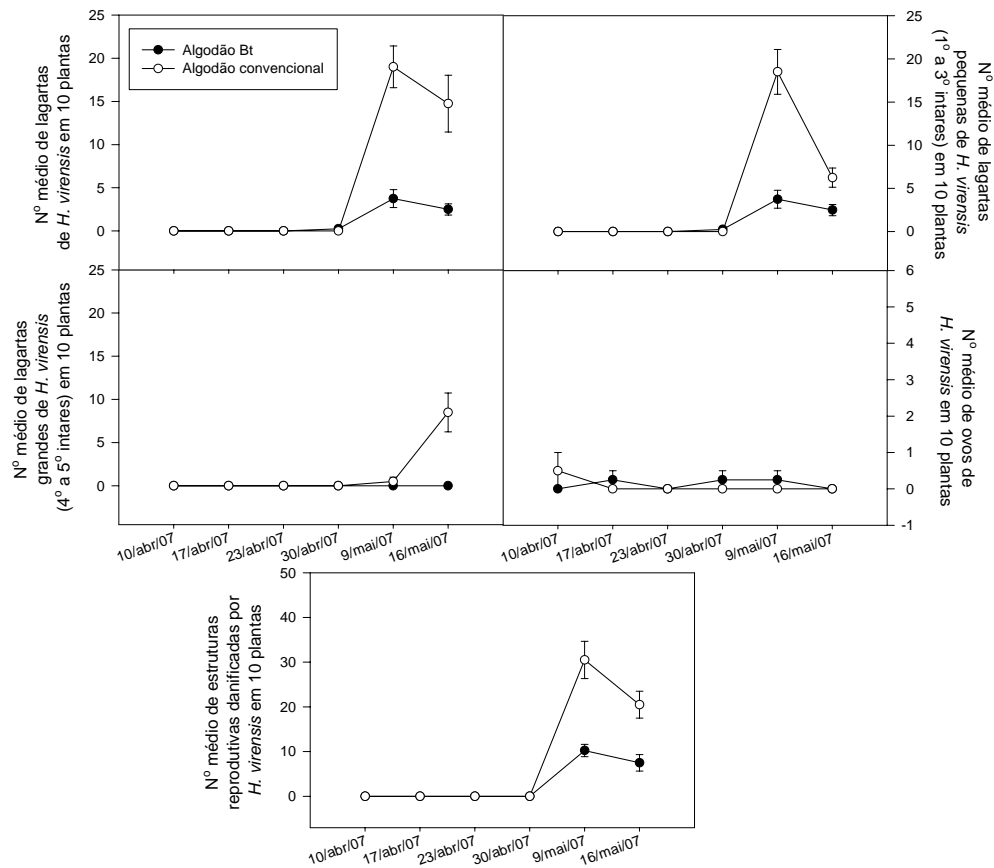 25
20
15
10
5
0
Nº médio de lagartas
de H. virensis em 10 plantas
Algodão Bt
Algodão convencional
25
20
15
10
5
0
Nº médio de lagartas
pequenas de H. virensis
(1º a 3º intares) em 10 plantas
25
20
15
10
5
0
Nº médio de lagartas
grandes de H. virensis
(4º a 5º intares) em 10 plantas
10/abr/07
17/abr/07
23/abr/07
30/abr/07
9/mai/07
16/mai/07
6
5
4
3
2
1
0
-1
Nº médio de ovos de
H. virensis em 10 plantas
10/abr/07
17/abr/07
23/abr/07
30/abr/07
9/mai/07
16/mai/07
50
40
30
20
10
0
Nº médio de estruturas
reprodutivas danificadas por
H. virensis em 10 plantas
10/abr/07
17/abr/07
23/abr/07
30/abr/07
9/mai/07
16/mai/07